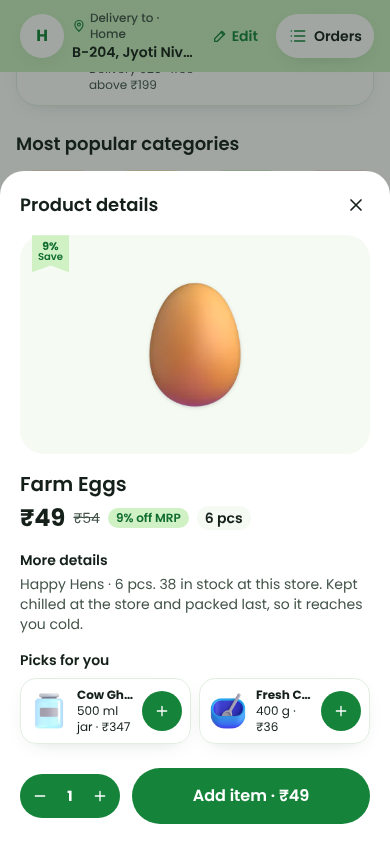 H
Delivery to ·
Home
B-204, Jyoti Niv...
Edit
Orders
above ₹199
Most popular categories
Product details
9%
Save
Farm Eggs
₹49 ₹54 9% off MRP 6 pcs
More details
Happy Hens · 6 pcs. 38 in stock at this store. Kept
chilled at the store and packed last, so it reaches
you cold.
Picks for you
Cow Gh...
500 ml
jar · ₹347
Fresh C...
400 g ·
₹36
1
Add item · ₹49